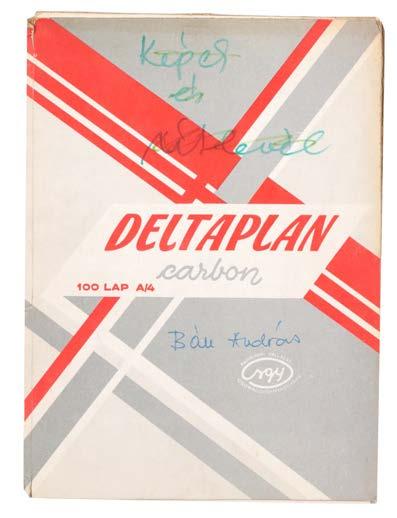 Képek
és
DELTAPLAN
carbon
100 LAP A/4
Bán András